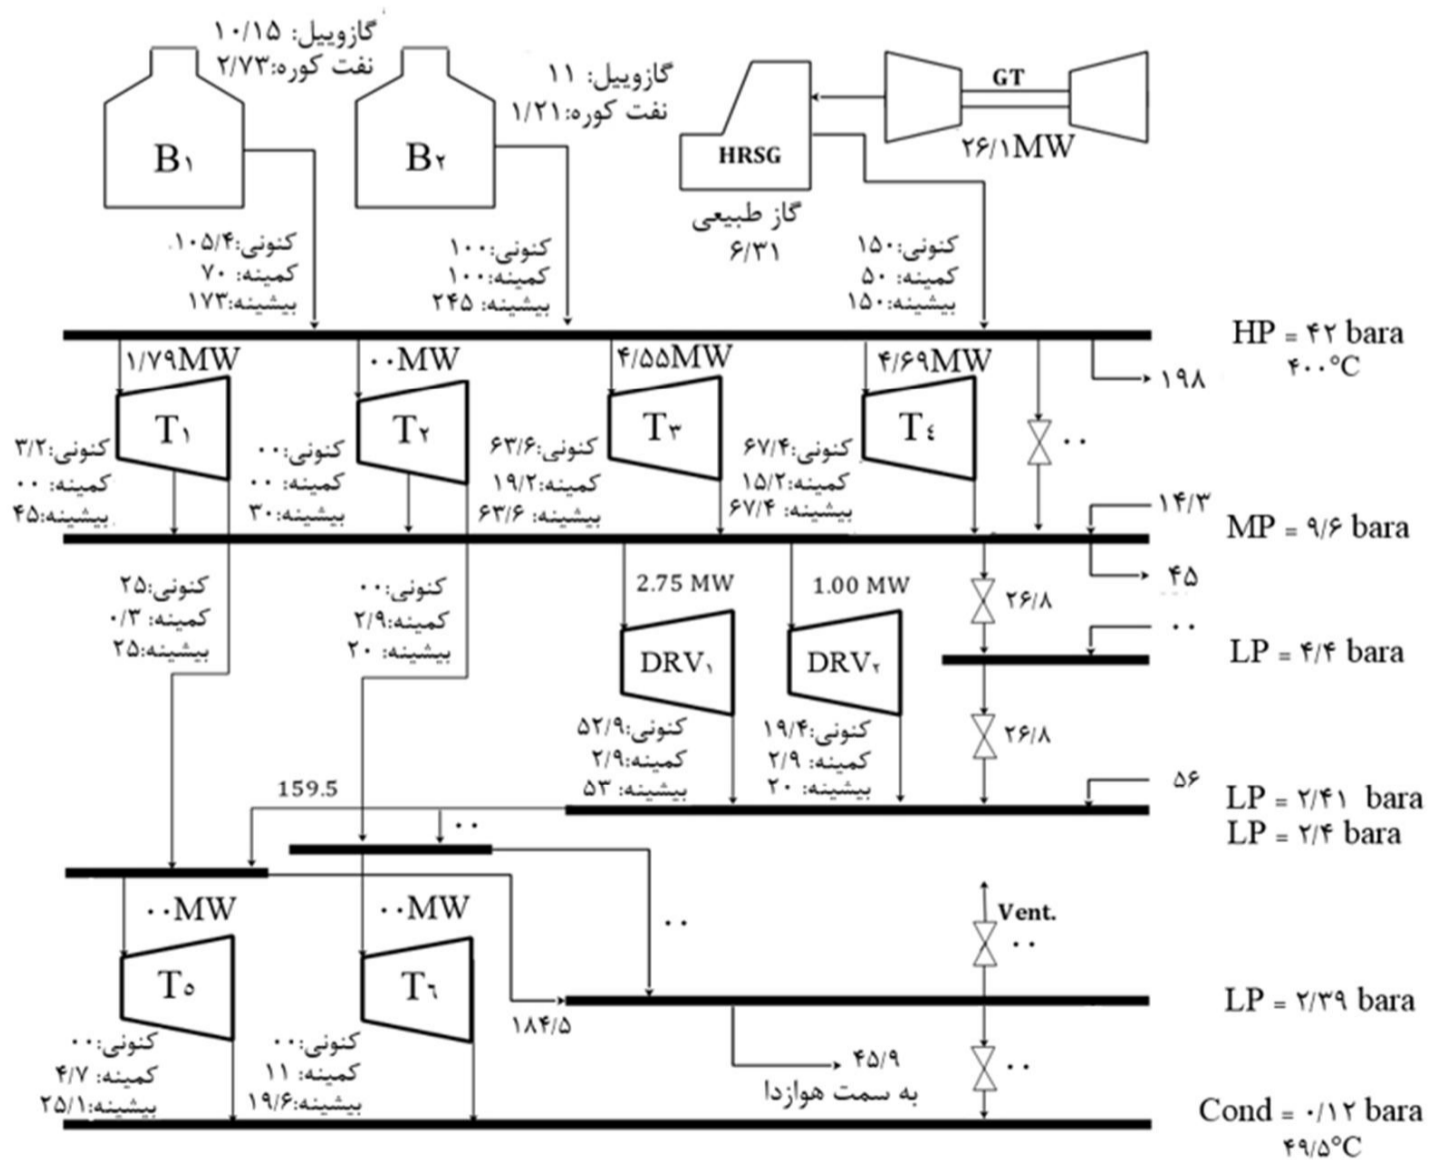 گازوییل: ۱۰/۱۵
نفت کوره:۲/۷۳
B۱
گازوییل: ۱۱
نفت کوره:۱/۲۱
B۲
HRSG
گاز طبیعی
۶/۳۱
GT
۲۶/۱MW
کنونی:۱۰۵/۴
کمینه: ۷۰
بیشینه:۱۷۳
کنونی:۱۰۰
کمینه:۱۰۰
بیشینه: ۲۴۵
کنونی:۱۵۰
کمینه: ۵۰
بیشینه:۱۵۰
HP = ۴۲ bara
۴۰۰°C
۱/۷۹MW
۰۰MW
۴/۵۵MW
۴/۶۹MW
۱۹۸
T۱
T۲
T۳
T٤
۰۰
کنونی:۳/۲
کمینه: ۰۰
بیشینه:۴۵
کنونی:۰۰
کمینه: ۰۰
بیشینه:۳۰
کنونی:۶۳/۶
کمینه:۱۹/۲
بیشینه: ۶۳/۶
کنونی:۶۷/۴
کمینه:۱۵/۲
بیشینه: ۶۷/۴
۱۴/۳
MP = ۹/۶ bara
۴۵
کنونی:۲۵
کمینه: ۰/۳
بیشینه:۲۵
کنونی:۰۰
کمینه:۲/۹
بیشینه: ۲۰
2.75 MW
1.00 MW
DRV۱
DRV۲
۲۶/۸
۰۰
LP = ۴/۴ bara
۲۶/۸
کنونی:۵۲/۹
کمینه:۲/۹
بیشینه: ۵۳
کنونی:۱۹/۴
کمینه: ۲/۹
بیشینه: ۲۰
۵۶
LP = ۲/۴۱ bara
LP = ۲/۴ bara
159.5
۰۰
۰۰MW
۰۰MW
T٥
T٦
۰۰
Vent.
۰۰
LP = ۲/۳۹ bara
۱۸۴/۵
۴۵/۹
به سمت هوازدا
۰۰
کنونی:۰۰
کمینه: ۴/۷
بیشینه:۲۵/۱
کنونی:۰۰
کمینه: ۱۱
بیشینه:۱۹/۶
Cond = ۰/۱۲ bara
۴۹/۵°C